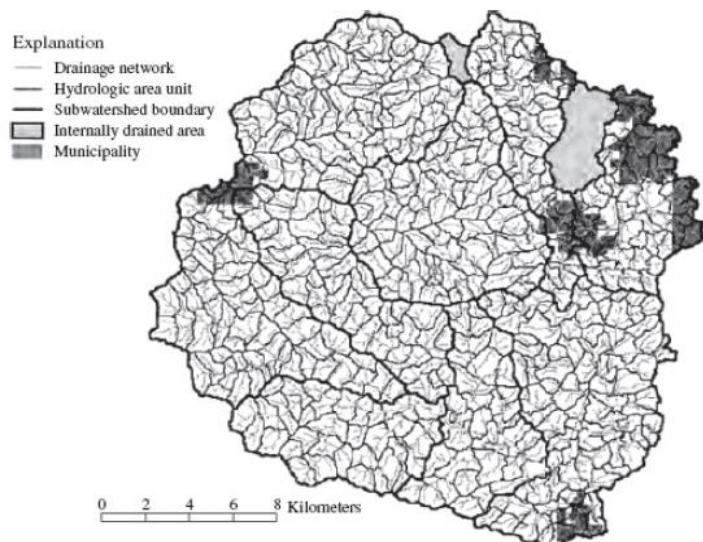 Explanation
Drainage network
Hydrologic area unit
Subwatershed boundary
Internally drained area
Municipality
0 2 4 6 8 Kilometers